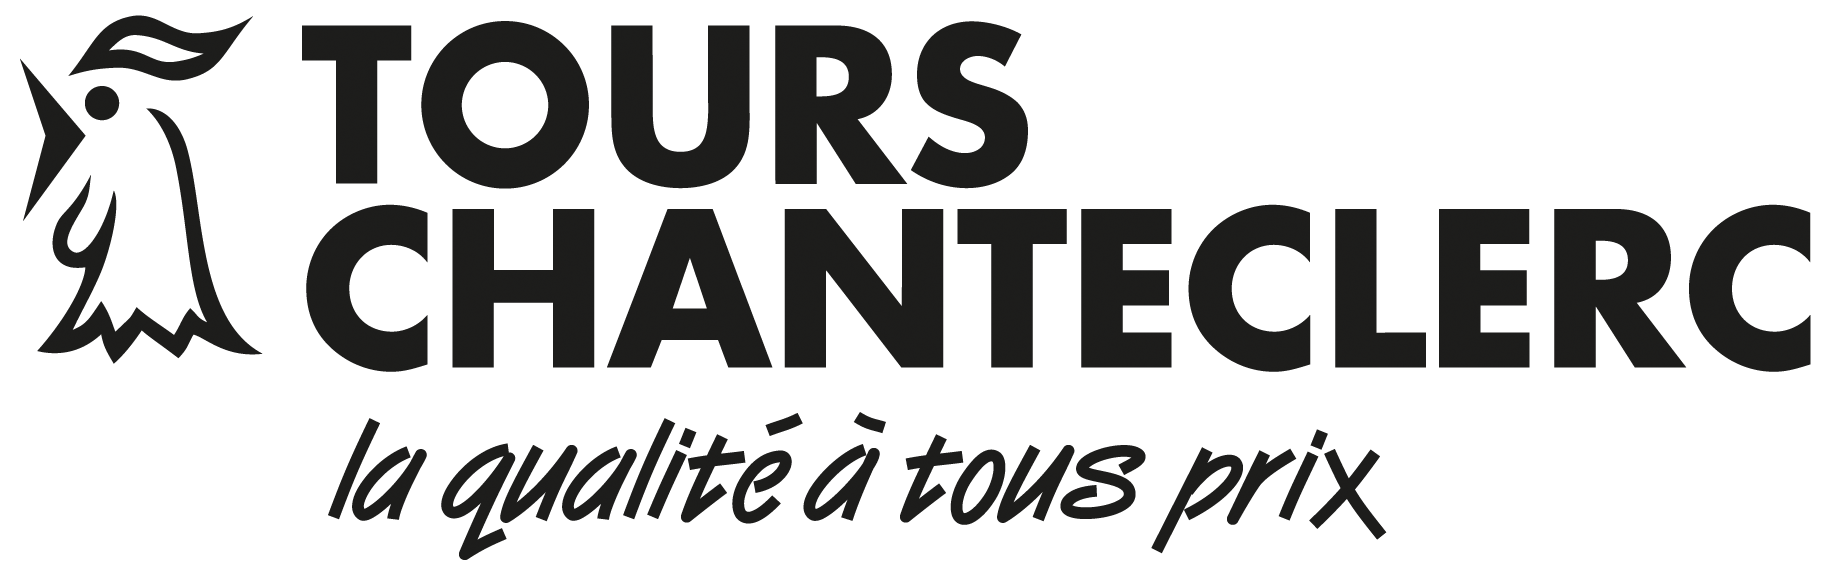 TOURS
CHANTECLERC
la qualité à tous prix